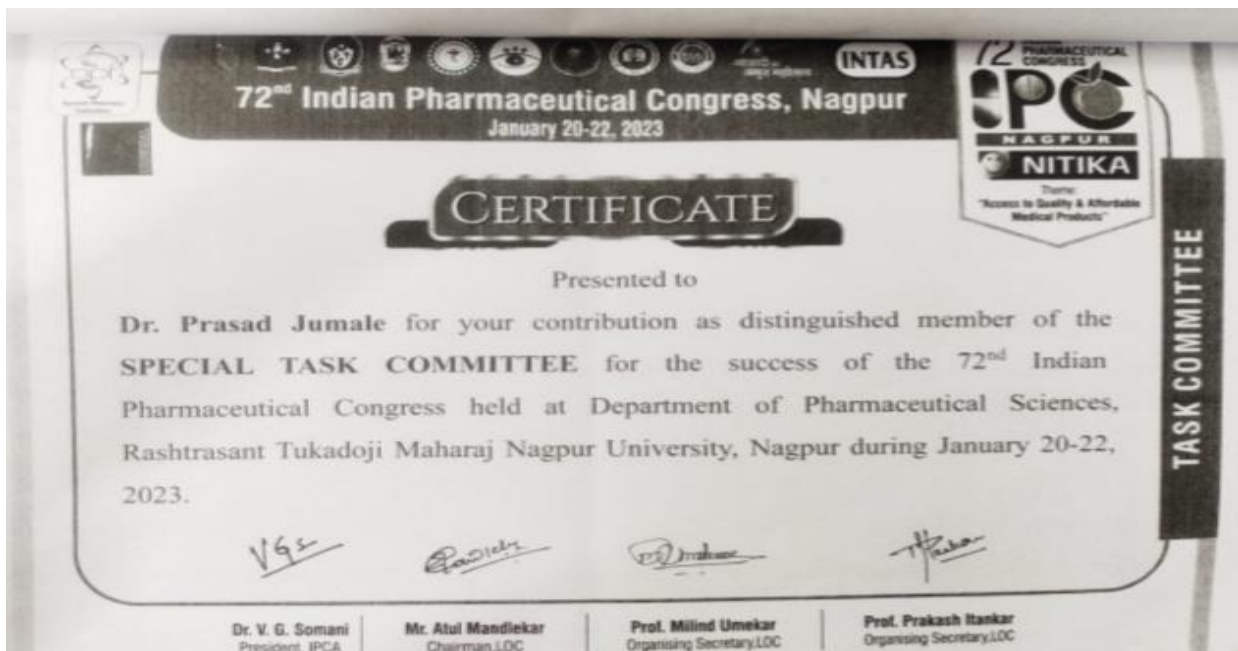 INTAS
72nd Indian Pharmaceutical Congress, Nagpur
January 20-22, 2023
72
PHARMACEUTICAL
CONGRESS
IPC
NAGPUR
NITIKA
Theme:
"Access to Quality & Affordable
Medical Products"
CERTIFICATE
Presented to
Dr. Prasad Jumale for your contribution as distinguished member of the
SPECIAL TASK COMMITTEE for the success of the 72nd Indian
Pharmaceutical Congress held at Department of Pharmaceutical Sciences,
Rashtrasant Tukadoji Maharaj Nagpur University, Nagpur during January 20-22,
2023.
TASK COMMITTEE
VGS
Dr. V. G. Somani
President, IPCA
Mr. Atul Mandlekar
Chairman,LOC
Prof. Milind Umekar
Organising Secretary,LOC
Prof. Prakash Itankar
Organising Secretary,LOC